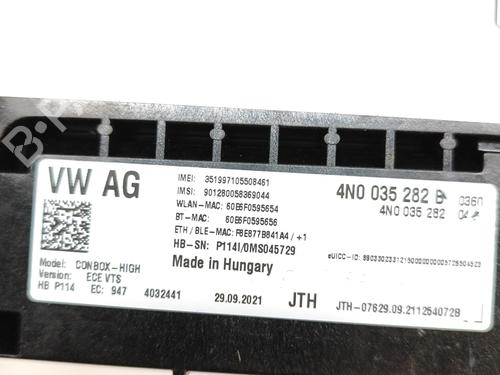 VW AG
IMEI: 351997105508461
IMSI: 901280058369044
WLAN-MAC: 60E6F0595654
BT-MAC: 60E6F0595656
ETH / BLE-MAC: FBE877B841A4 / +1
HB-SN: P114I/0MS045729
Made in Hungary
4N0 035 282 B 0360
4N0 035 282
Model: CONBOX-HIGH
Version: ECE VTS
HB P114 EC: 947 4032441
29.09.2021 JTH
JTH-07629.09.2112540728
B-P